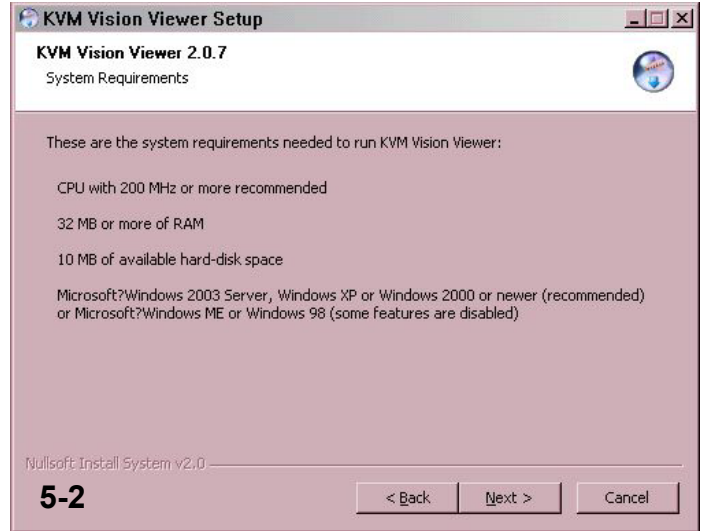 KVM Vision Viewer Setup
KVM Vision Viewer 2.0.7
System Requirements
These are the system requirements needed to run KVM Vision Viewer:
CPU with 200 MHz or more recommended
32 MB or more of RAM
10 MB of available hard-disk space
Microsoft?Windows 2003 Server, Windows XP or Windows 2000 or newer (recommended)
or Microsoft?Windows ME or Windows 98 (some features are disabled)
Nullsoft Install System v2.0
5-2
< Back
Next >
Cancel